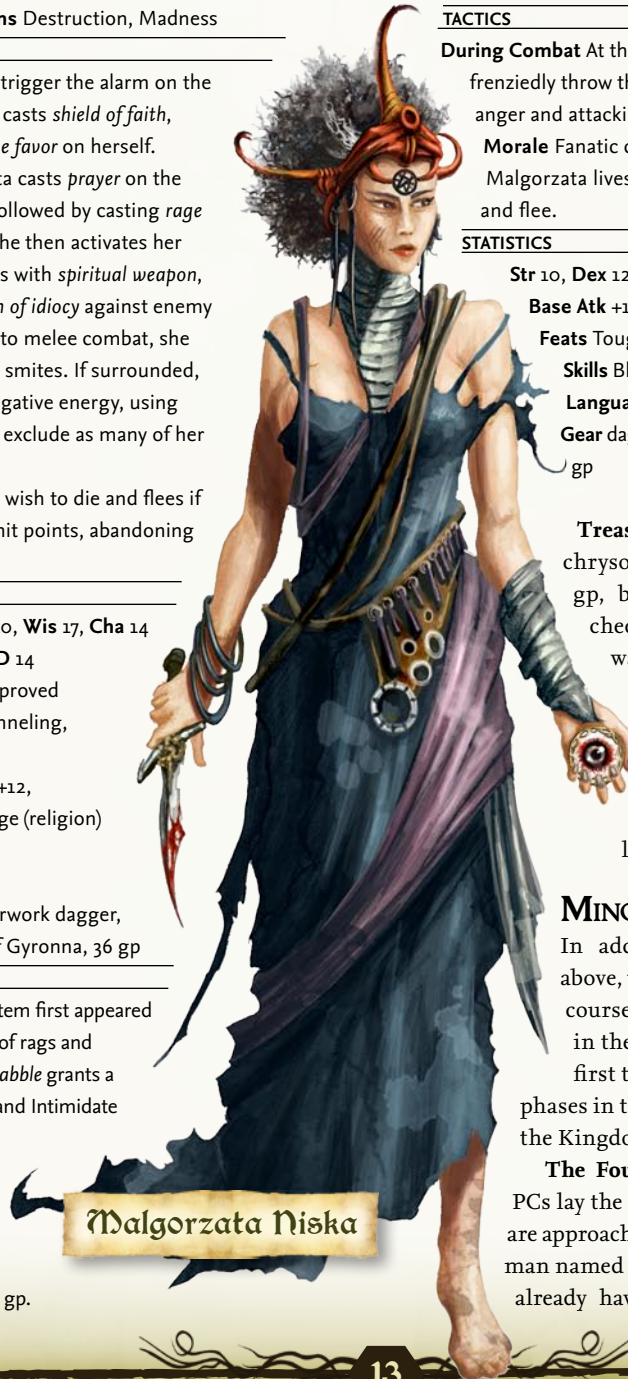 ns Destruction, Madness
trigger the alarm on the
casts shield of faith,
e favor on herself.
ta casts prayer on the
ollowed by casting rage
he then activates her
s with spiritual weapon,
h of idiocy against enemy
to melee combat, she
smites. If surrounded,
gative energy, using
exclude as many of her
wish to die and flees if
hit points, abandoning
0, Wis 17, Cha 14
D 14
proved
nneling,
+12,
ge (religion)
rwork dagger,
f Gyronna, 36 gp
tem first appeared
of rags and
abble grants a
and Intimidate
gp.
Malgorzata Niska
TACTICS
During Combat At th
frenziedly throw th
anger and attacki
Morale Fanatic c
Malgorzata lives
and flee.
STATISTICS
Str 10, Dex 12
Base Atk +1
Feats Toug
Skills Bl
Langua
Gear da
gp
Treas
chryso
gp, b
chec
wa
l
Mino
In add
above, t
course
in the
first t
phases in t
the Kingdo
The Fou
PCs lay the
are approach
man named
already hav
13